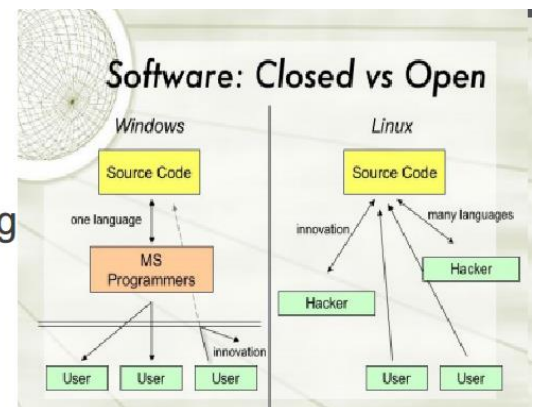 Software: Closed vs Open
Windows
Source Code
one language
MS
Programmers
innovation
User
User
User
Linux
Source Code
innovation
many languages
Hacker
Hacker
User
User
g